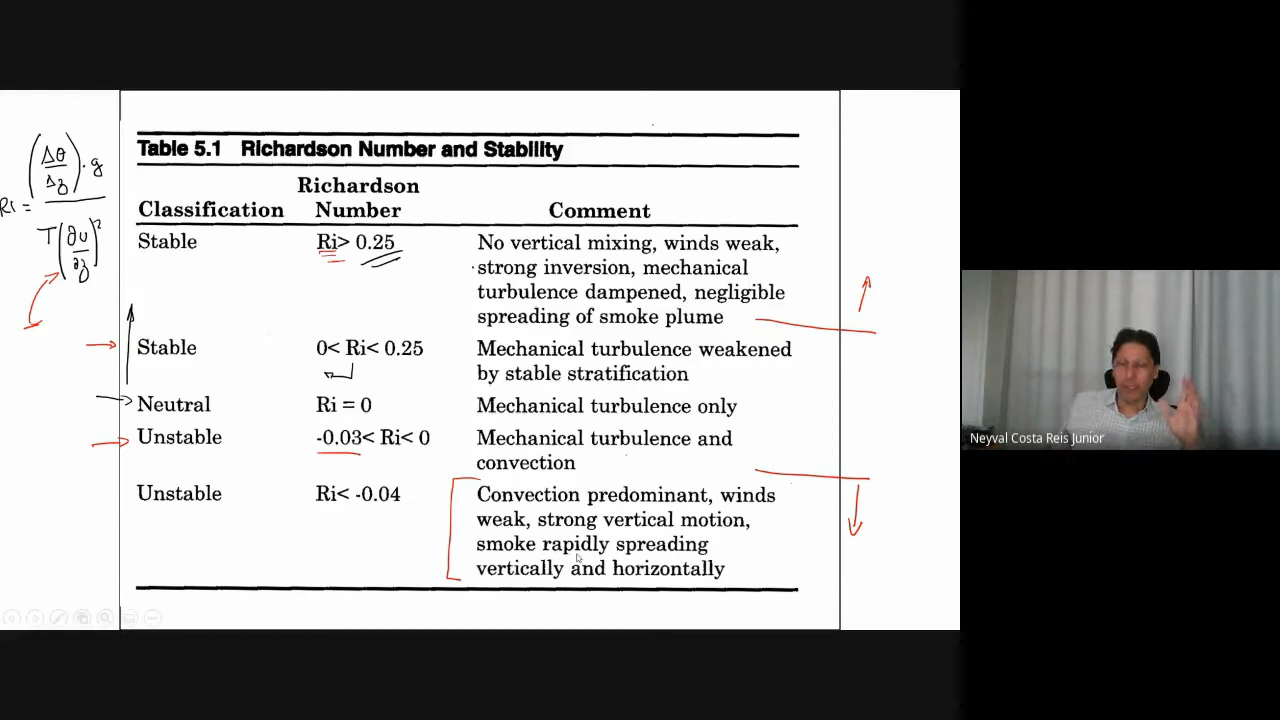 Ri = (Δθ/Δz)·g / T(∂u/∂z)²
Table 5.1 Richardson Number and Stability
Richardson
Classification Number Comment
Stable Ri> 0.25 No vertical mixing, winds weak,
strong inversion, mechanical
turbulence dampened, negligible
spreading of smoke plume
Stable 0< Ri< 0.25 Mechanical turbulence weakened
by stable stratification
Neutral Ri = 0 Mechanical turbulence only
Unstable -0.03< Ri< 0 Mechanical turbulence and
convection
Unstable Ri< -0.04 Convection predominant, winds
weak, strong vertical motion,
smoke rapidly spreading
vertically and horizontally
Neyval Costa Reis Junior